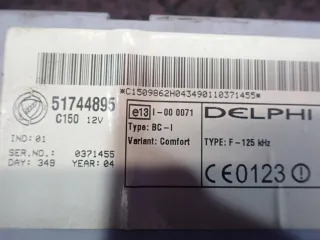 *C1509862H043490110371455*
51744895
C150 12V
IND: 01
SER.NO.: 0371455
DAY: 349 YEAR: 04
e13 I-00 0071
Type: BC-I
Variant: Comfort
DELPHI
TYPE: F-125 kHz
CE0123